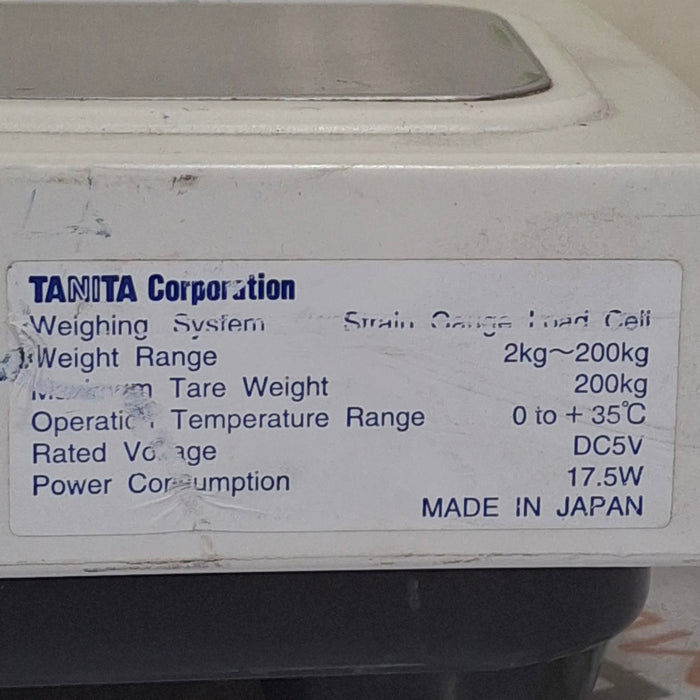 TANITA Corporation
Weighing System Strain Gauge Load Cell
Weight Range 2kg~200kg
Maximum Tare Weight 200kg
Operation Temperature Range 0 to + 35℃
Rated Voltage DC5V
Power Consumption 17.5W
MADE IN JAPAN